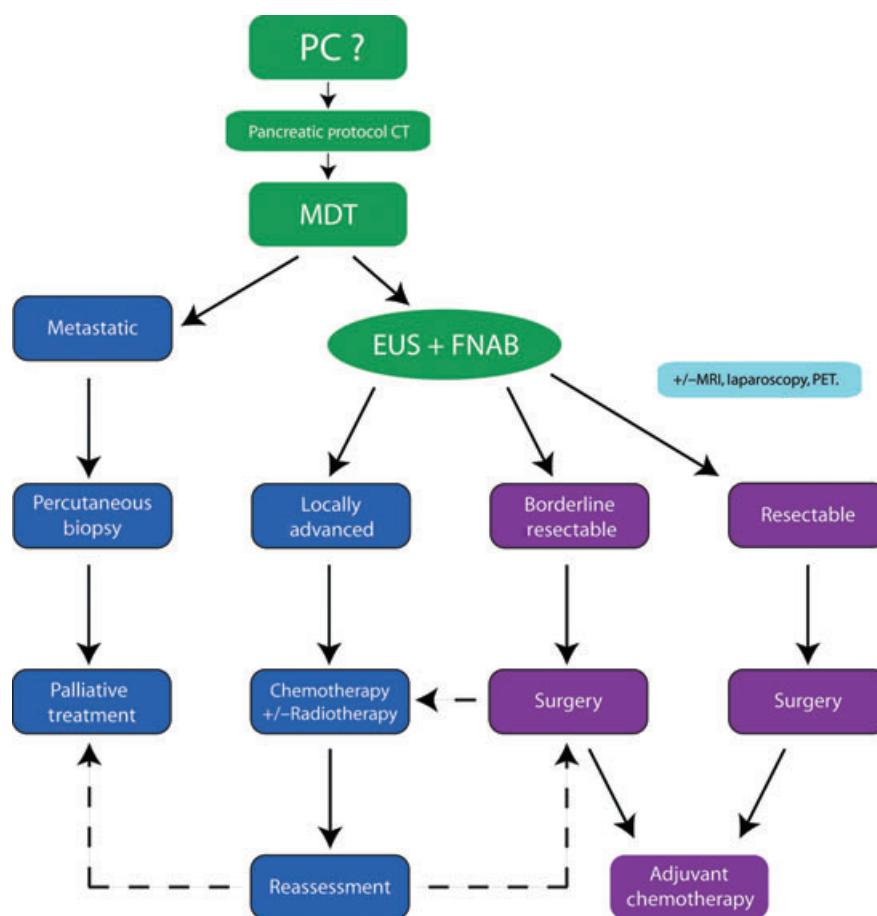 PC ?
Pancreatic protocol CT
MDT
Metastatic
EUS + FNAB
+/−MRI, laparoscopy, PET.
Percutaneous
biopsy
Locally
advanced
Borderline
resectable
Resectable
Palliative
treatment
Chemotherapy
+/−Radiotherapy
Surgery
Surgery
Reassessment
Adjuvant
chemotherapy